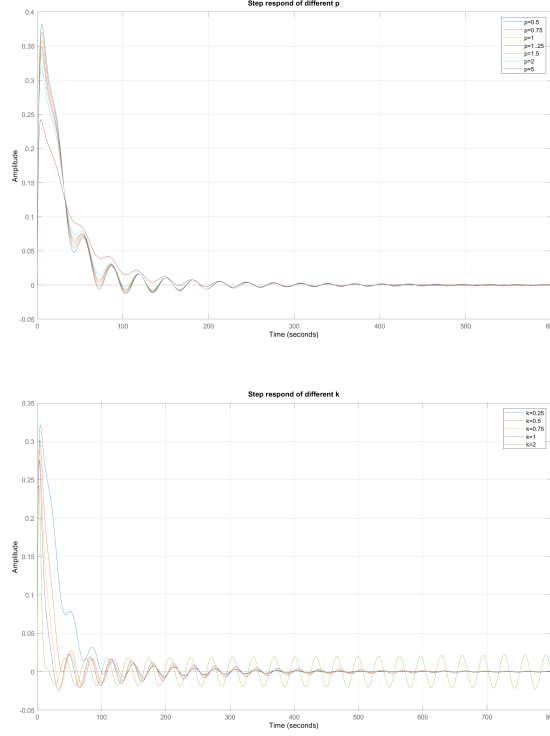 Step respond of different p
0.4
0.35
0.3
0.25
0.2
0.15
0.1
0.05
0
-0.05
Amplitude
p=0.5
p=0.75
p=1
p=1..25
p=1.5
p=2
p=5
0 100 200 300 400 500 600
Time (seconds)
Step respond of different k
0.35
0.3
0.25
0.2
0.15
0.1
0.05
0
-0.05
Amplitude
k=0.25
k=0.5
k=0.75
k=1
k=2
0 100 200 300 400 500 600 700 800
Time (seconds)